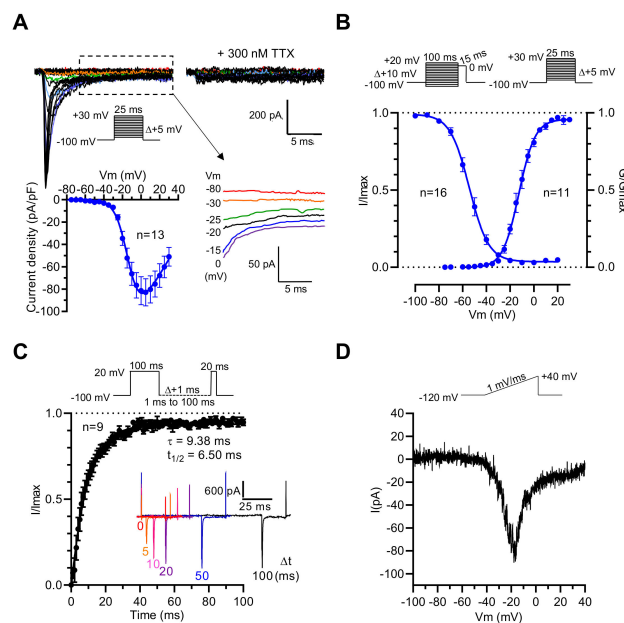 A
+ 300 nM TTX
200 pA
5 ms
+30 mV
25 ms
Δ+5 mV
-100 mV
Vm (mV)
-80 -60 -40 -20 0 20 40
0
-20
-40
-60
-80
-100
Current density (pA/pF)
n=13
Vm
-80
-30
-25
-20
-15
0
(mV)
50 pA
5 ms
B
+20 mV
Δ+10 mV
-100 mV
100 ms
15 ms
0 mV
+30 mV
25 ms
Δ+5 mV
-100 mV
1.0
0.5
0.0
I/Imax
n=16
n=11
1.0
0.5
0.0
G/Gmax
-100 -80 -60 -40 -20 0 20
Vm (mV)
C
20 mV
100 ms
20 ms
Δ+1 ms
-100 mV
1 ms to 100 ms
1.0
0.5
0.0
I/Imax
n=9
τ = 9.38 ms
t1/2 = 6.50 ms
600 pA
25 ms
0
5
10
20
50
100 (ms)
Δt
0 20 40 60 80 100
Time (ms)
D
-120 mV
1 mV/ms
+40 mV
40
20
0
-20
-40
-60
-80
-100
I(pA)
-100 -80 -60 -40 -20 0 20 40
Vm (mV)